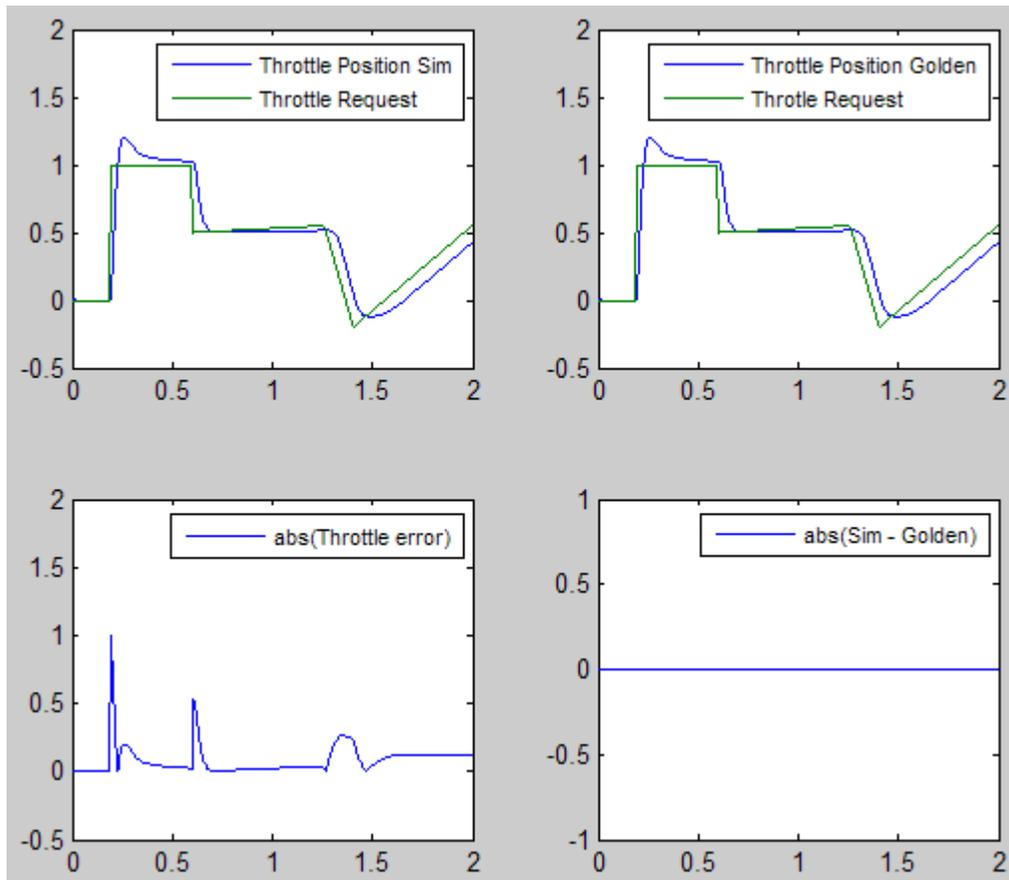 2
1.5
1
0.5
0
-0.5
Throttle Position Sim
Throttle Request
0 0.5 1 1.5 2
2
1.5
1
0.5
0
-0.5
Throttle Position Golden
Throtle Request
0 0.5 1 1.5 2
2
1.5
1
0.5
0
-0.5
abs(Throttle error)
0 0.5 1 1.5 2
1
0.5
0
-0.5
-1
abs(Sim - Golden)
0 0.5 1 1.5 2